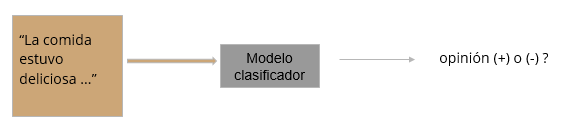 “La comida
estuvo
deliciosa ...”
Modelo
clasificador
opinión (+) o (-) ?